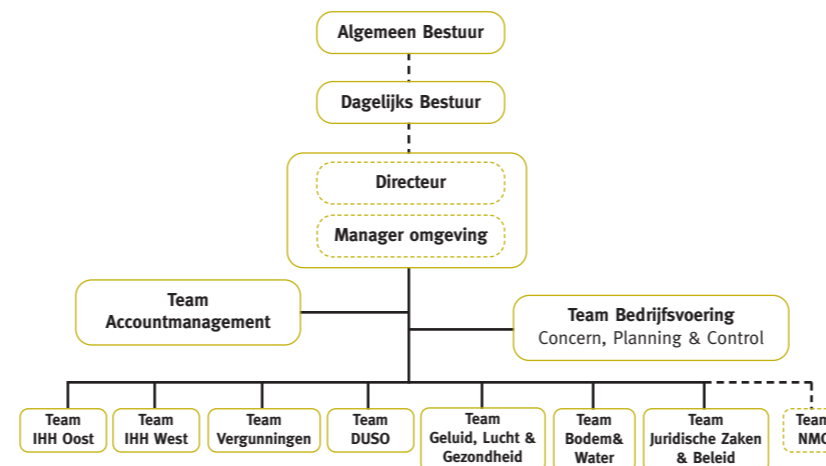 Algemeen Bestuur
Dagelijks Bestuur
Directeur
Manager omgeving
Team
Accountmanagement
Team Bedrijfsvoering
Concern, Planning & Control
Team
IHH Oost
Team
IHH West
Team
Vergunningen
Team
DUSO
Team
Geluid, Lucht &
Gezondheid
Team
Bodem&
Water
Team
Juridische Zaken
& Beleid
Team